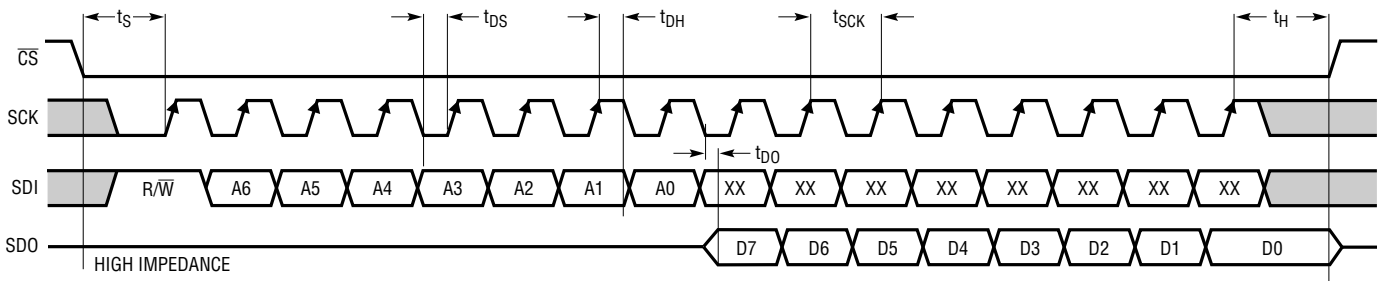 tS tDS tDH tSCK tH
CS
SCK
tDO
SDI R/W A6 A5 A4 A3 A2 A1 A0 XX XX XX XX XX XX XX XX
SDO D7 D6 D5 D4 D3 D2 D1 D0
HIGH IMPEDANCE